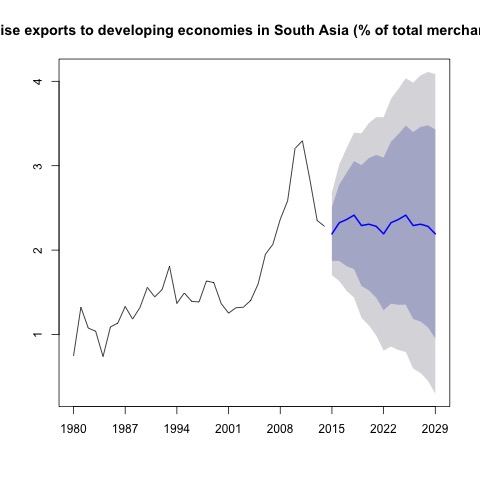 ise exports to developing economies in South Asia (% of total mercha
4
3
2
1
1980 1987 1994 2001 2008 2015 2022 2029